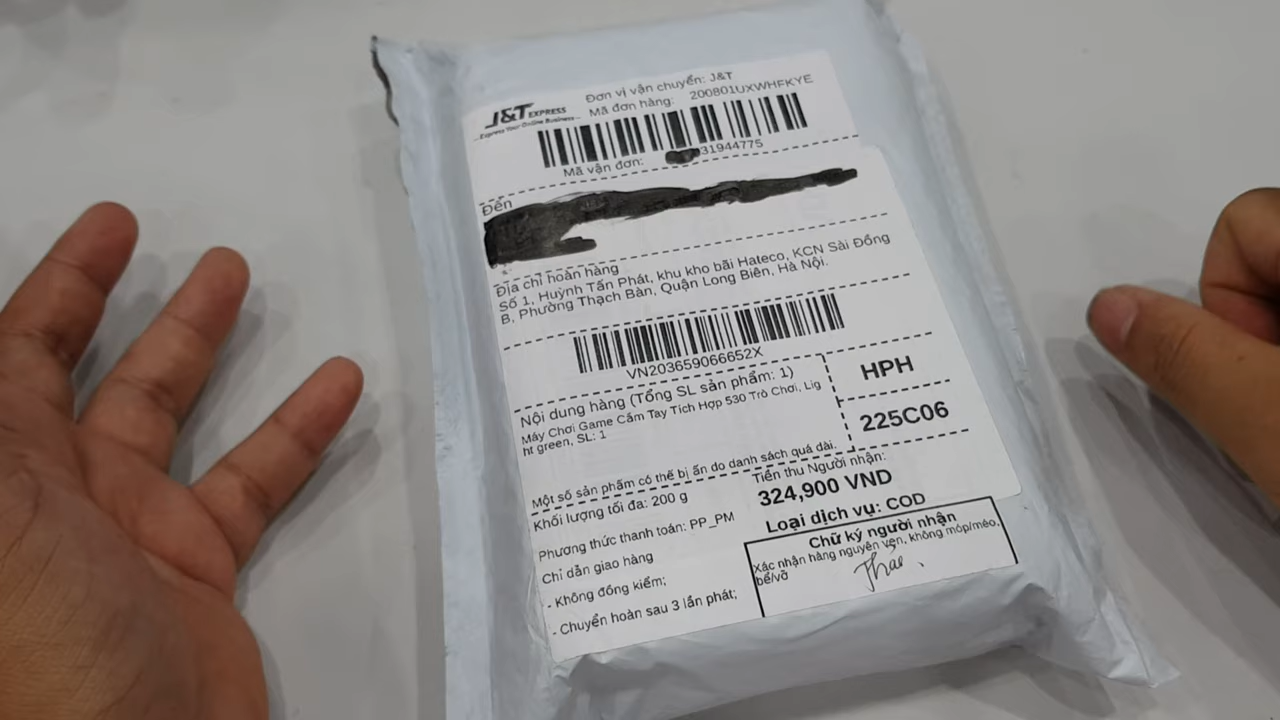 J&T EXPRESS
Express Your Online Business
Đơn vị vận chuyển: J&T
Mã đơn hàng: 200801UXWHFKYE
Mã vận đơn: 31944775
Đến
Địa chỉ hoàn hàng
Số 1, Huỳnh Tấn Phát, khu kho bãi Hateco, KCN Sài Đồng
B, Phường Thạch Bàn, Quận Long Biên, Hà Nội.
VN203659066652X
Nội dung hàng (Tổng SL sản phẩm: 1)
Máy Chơi Game Cầm Tay Tích Hợp 530 Trò Chơi, Lig
ht green, SL: 1
HPH
225C06
Một số sản phẩm có thể bị ẩn do danh sách quá dài.
Khối lượng tối đa: 200 g
Phương thức thanh toán: PP_PM
Chỉ dẫn giao hàng
- Không đồng kiểm;
- Chuyển hoàn sau 3 lần phát;
Tiền thu Người nhận:
324,900 VND
Loại dịch vụ: COD
Chữ ký người nhận
Xác nhận hàng nguyên vẹn, không móp/méo,
bể/vỡ
Thảo